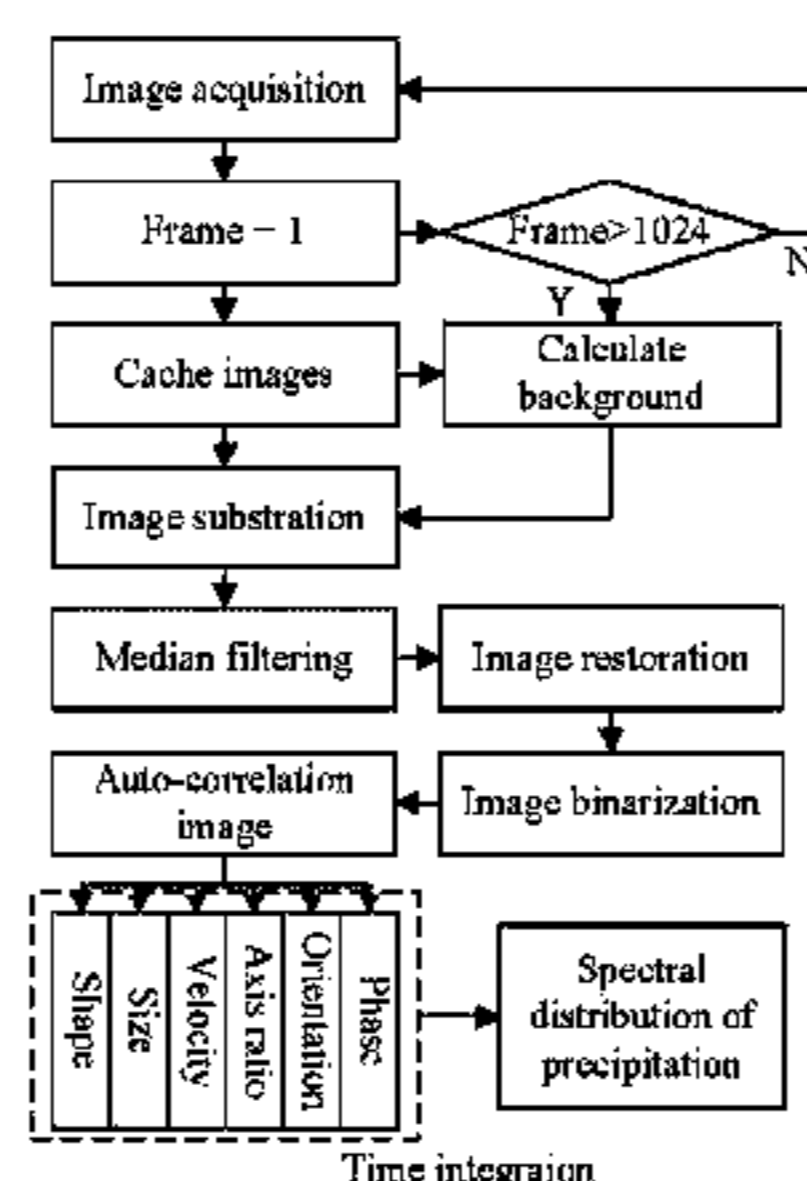 Image acquisition
Frame − 1
Frame>1024
N
Y
Cache images
Calculate
background
Image substration
Median filtering
Image restoration
Auto-correlation
image
Image binarization
Shape
Size
Velocity
Axis ratio
Orientation
Phase
Spectral
distribution of
precipitation
Time integraion